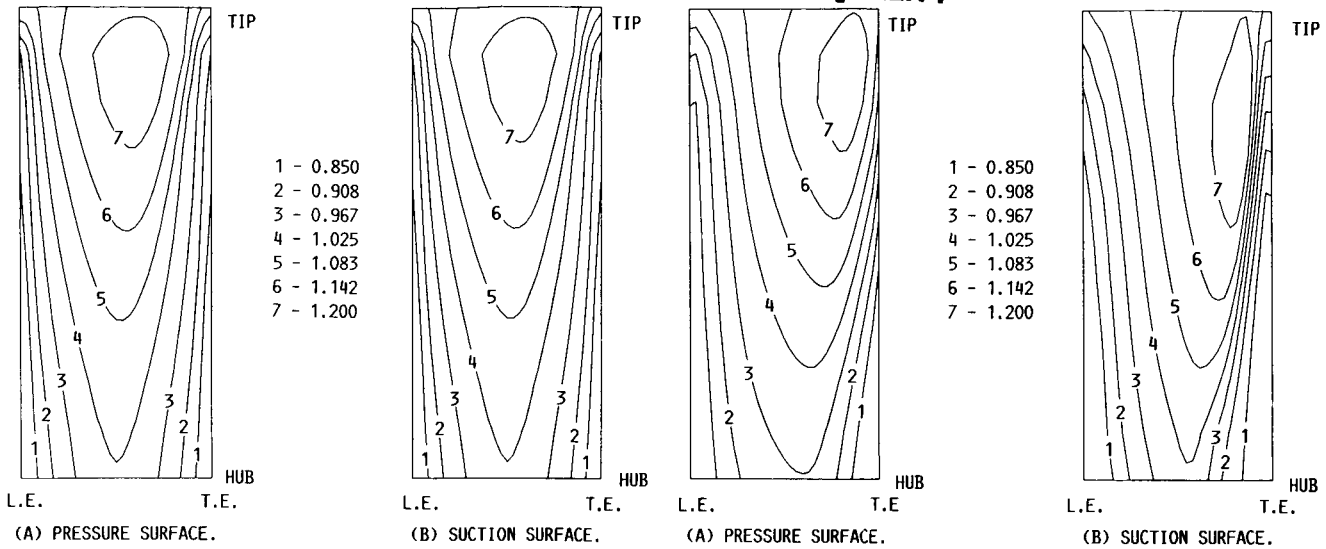 TIP
TIP
TIP
TIP
7
7
7
7
1 - 0.850
2 - 0.908
3 - 0.967
4 - 1.025
5 - 1.083
6 - 1.142
7 - 1.200
1 - 0.850
2 - 0.908
3 - 0.967
4 - 1.025
5 - 1.083
6 - 1.142
7 - 1.200
6
6
6
6
5
5
5
5
4
4
4
4
3
3
3
3
3
3
2
2
2
2
2
2
2
2
1
1
1
1
1
1
1
HUB
HUB
HUB
HUB
L.E. T.E.
L.E. T.E.
L.E. T.E.
L.E. T.E.
(A) PRESSURE SURFACE.
(B) SUCTION SURFACE.
(A) PRESSURE SURFACE.
(B) SUCTION SURFACE.